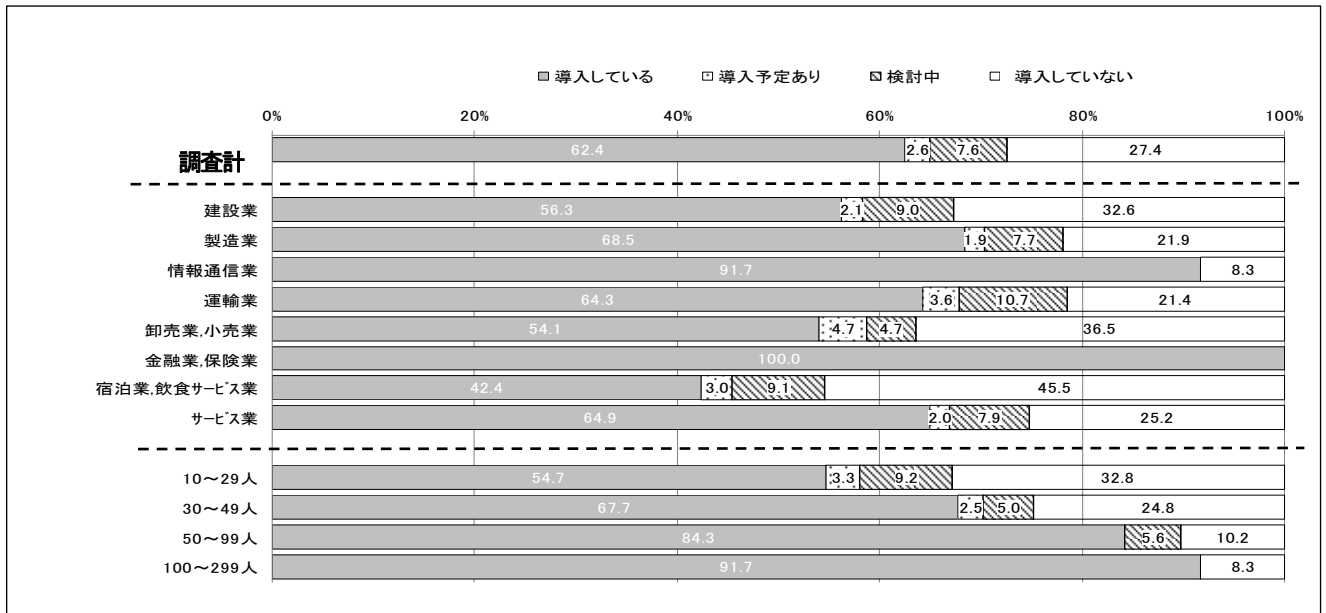 導入している 導入予定あり 検討中 導入していない
0% 20% 40% 60% 80% 100%
調査計 62.4 2.6 7.6 27.4
建設業 56.3 2.1 9.0 32.6
製造業 68.5 1.9 7.7 21.9
情報通信業 91.7 8.3
運輸業 64.3 3.6 10.7 21.4
卸売業,小売業 54.1 4.7 4.7 36.5
金融業,保険業 100.0
宿泊業,飲食サービス業 42.4 3.0 9.1 45.5
サービス業 64.9 2.0 7.9 25.2
10～29人 54.7 3.3 9.2 32.8
30～49人 67.7 2.5 5.0 24.8
50～99人 84.3 5.6 10.2
100～299人 91.7 8.3